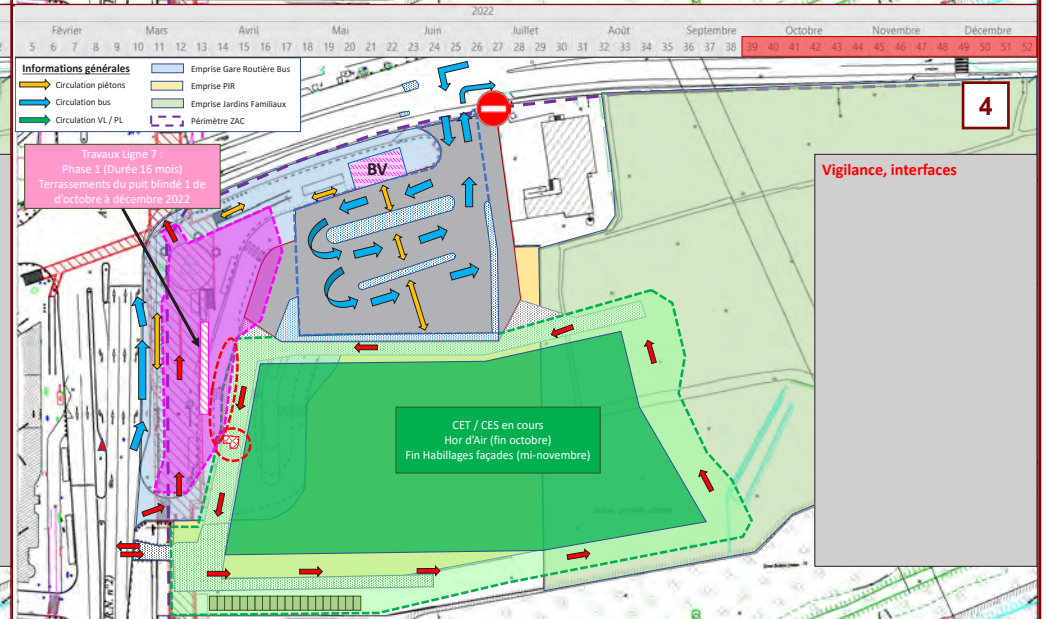 2022
Février Mars Avril Mai Juin Juillet Août Septembre Octobre Novembre Décembre
5 6 7 8 9 10 11 12 13 14 15 16 17 18 19 20 21 22 23 24 25 26 27 28 29 30 31 32 33 34 35 36 37 38 39 40 41 42 43 44 45 46 47 48 49 50 51 52
Informations générales
Circulation piétons
Circulation bus
Circulation VL / PL
Emprise Gare Routière Bus
Emprise PIR
Emprise Jardins Familiaux
Périmètre ZAC
4
Travaux Ligne 7 :
Phase 1 (Durée 16 mois)
Terrassements du puit blindé 1 de
d'octobre à décembre 2022
BV
Vigilance, interfaces
CET / CES en cours
Hor d'Air (fin octobre)
Fin Habillages façades (mi-novembre)
R.N. n°2)